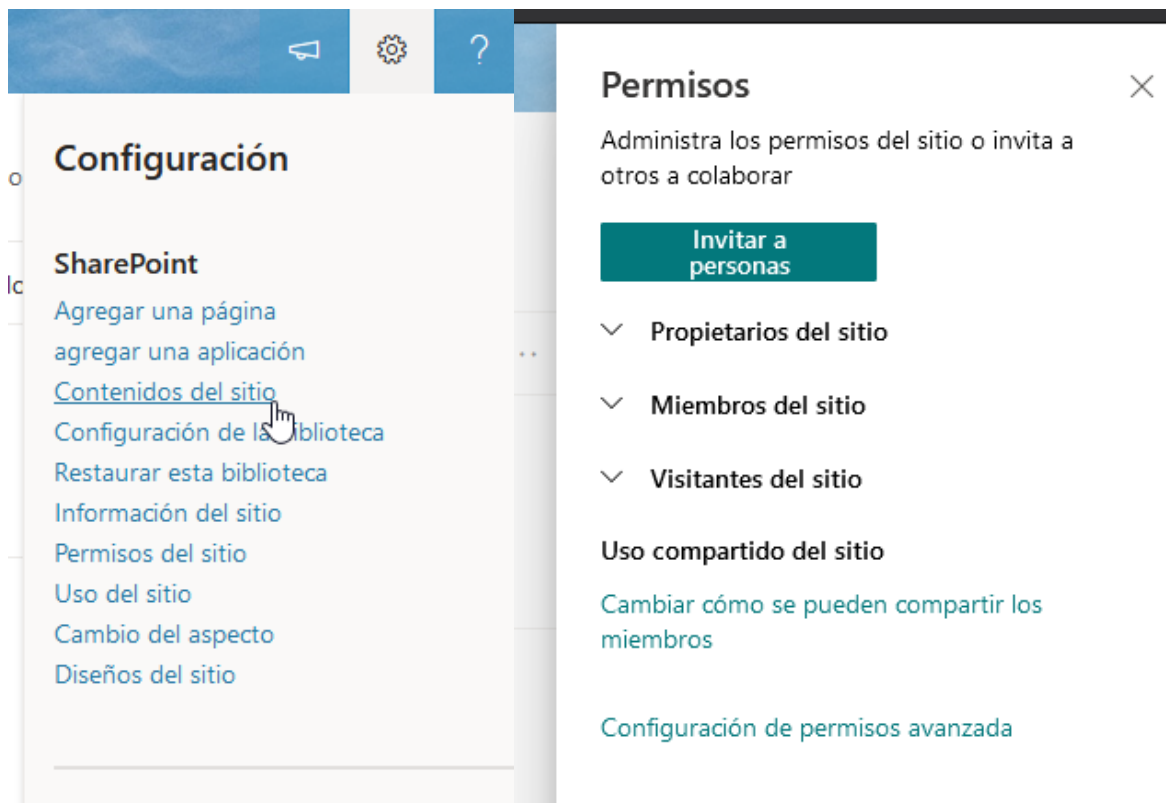 ?
Configuración
o
SharePoint
lc
Agregar una página
agregar una aplicación
Contenidos del sitio
Configuración de la biblioteca
Restaurar esta biblioteca
Información del sitio
Permisos del sitio
Uso del sitio
Cambio del aspecto
Diseños del sitio
Permisos
Administra los permisos del sitio o invita a
otros a colaborar
Invitar a
personas
Propietarios del sitio
Miembros del sitio
Visitantes del sitio
Uso compartido del sitio
Cambiar cómo se pueden compartir los
miembros
Configuración de permisos avanzada